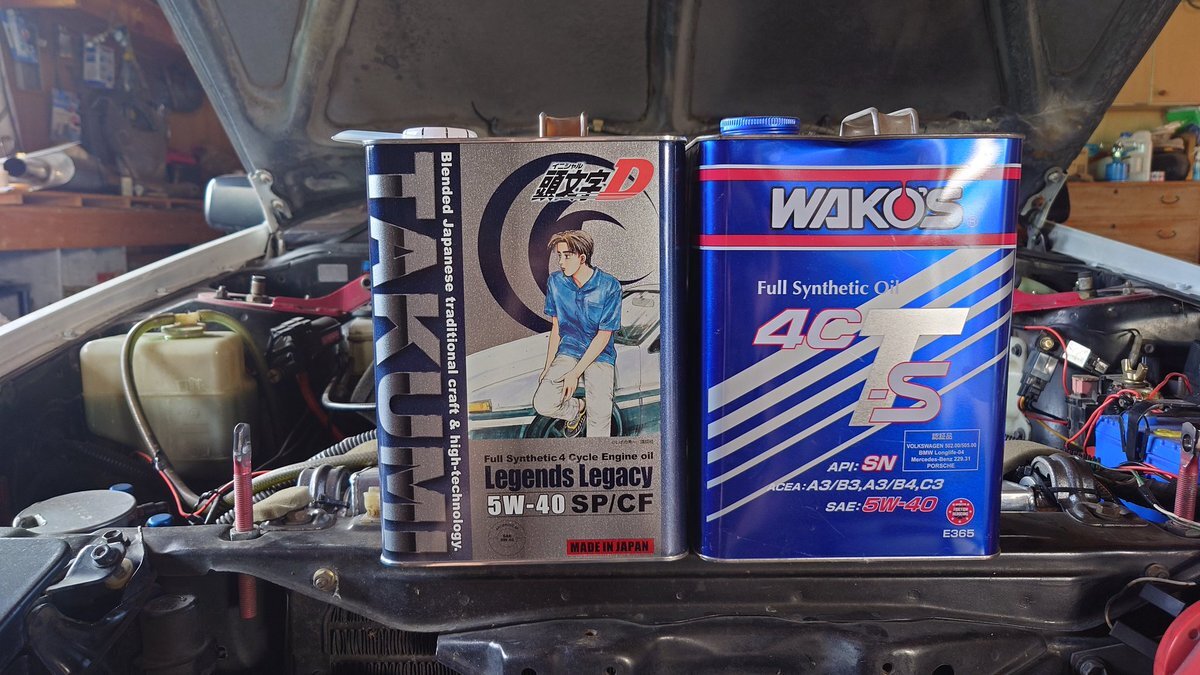 TAKUMI
Blended Japanese traditional craft & high-technology.
イニシャル
頭文字D
Full Synthetic 4 Cycle Engine oil
Legends Legacy
5W-40 SP/CF
MADE IN JAPAN
WAKO'S
Full Synthetic Oil
4CT-S
認証品
VOLKSWAGEN 502.00/505.00
BMW Longlife-04
Mercedes-Benz 229.31
PORSCHE
API: SN
ACEA: A3/B3,A3/B4,C3
SAE: 5W-40
E365